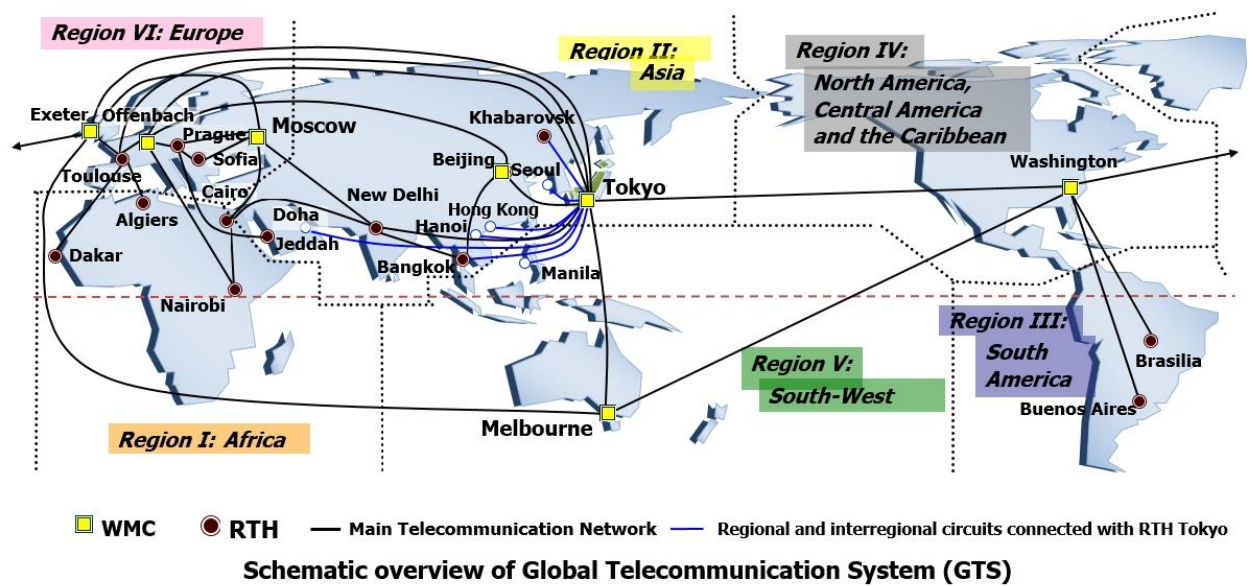 Region VI: Europe
Region II:
Asia
Region IV:
North America,
Central America
and the Caribbean
Exeter
Offenbach
Prague
Moscow
Sofia
Toulouse
Cairo
Algiers
Dakar
Nairobi
Doha
Jeddah
New Delhi
Khabarovsk
Beijing
Seoul
Tokyo
Hong Kong
Hanoi
Bangkok
Manila
Washington
Region III:
South
America
Brasilia
Buenos Aires
Region V:
South-West
Melbourne
Region I: Africa
WMC
RTH
Main Telecommunication Network
Regional and interregional circuits connected with RTH Tokyo
Schematic overview of Global Telecommunication System (GTS)